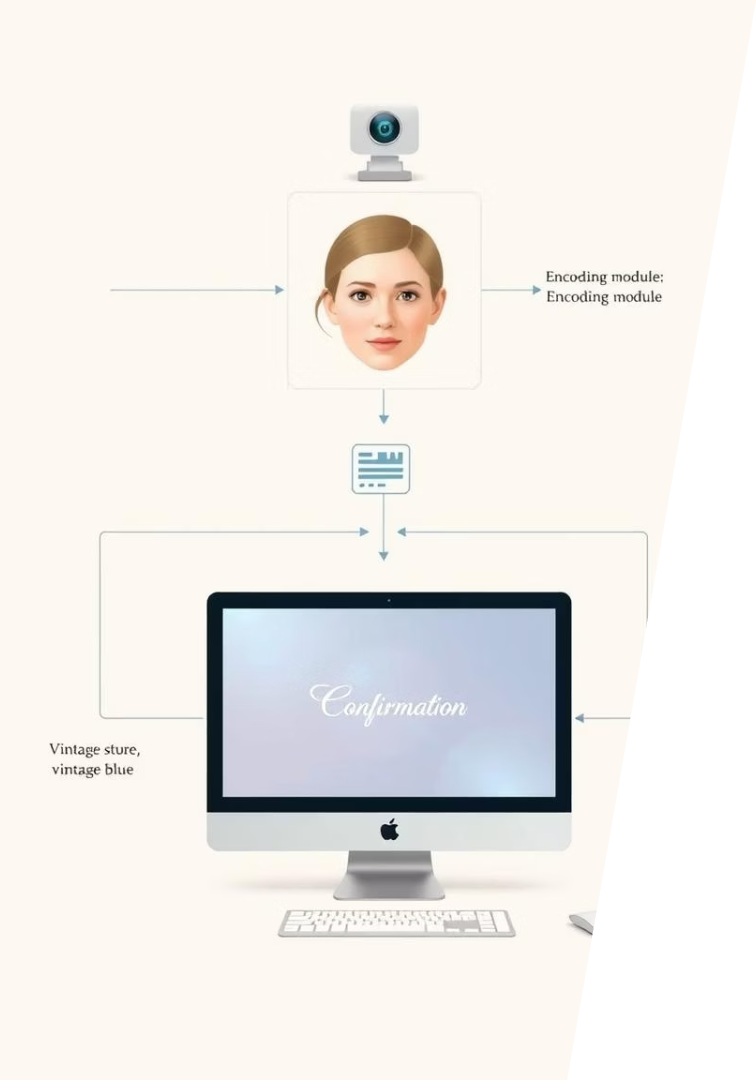 Encoding module:
Encoding module
Confirmation
Vintage sture,
vintage blue